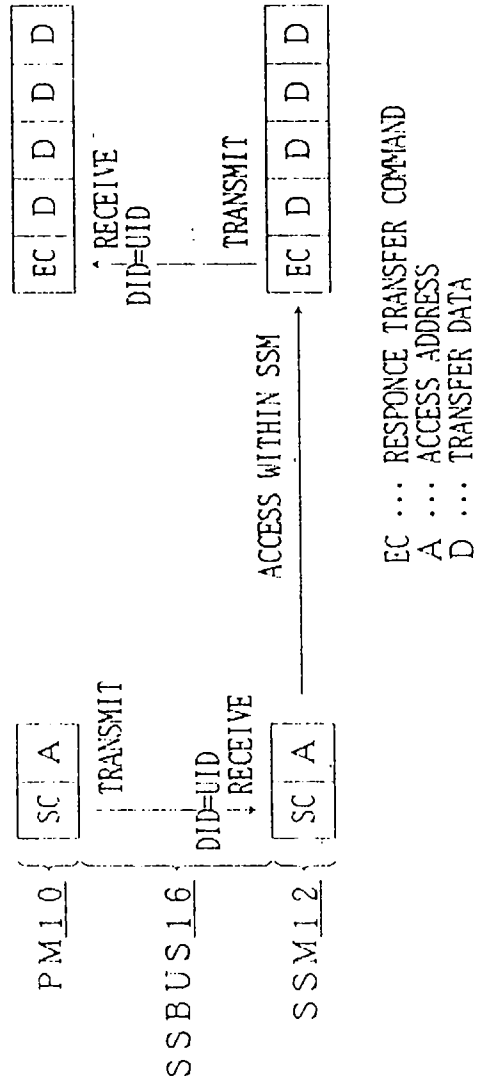 PM10
SC A
EC D D D D
TRANSMIT
RECEIVE
DID=UID
SSBUS16
DID=UID
RECEIVE
TRANSMIT
ACCESS WITHIN SSM
SSM12
SC A
EC D D D D
EC ... RESPONCE TRANSFER COMMAND
A ... ACCESS ADDRESS
D ... TRANSFER DATA